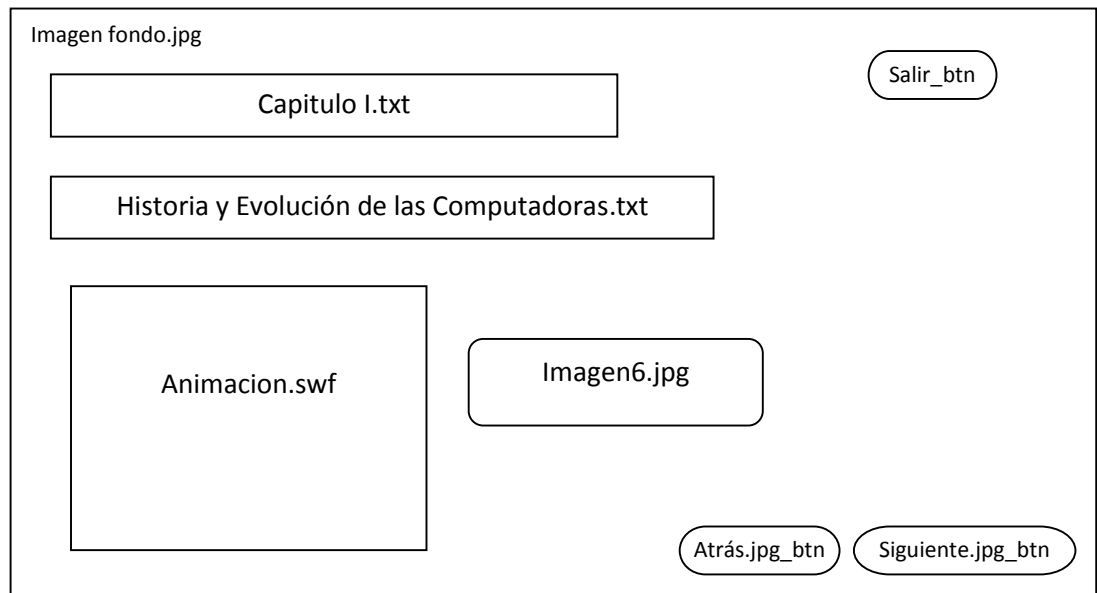 Imagen fondo.jpg
Salir_btn
Capitulo I.txt
Historia y Evolución de las Computadoras.txt
Animacion.swf
Imagen6.jpg
Atrás.jpg_btn
Siguiente.jpg_btn